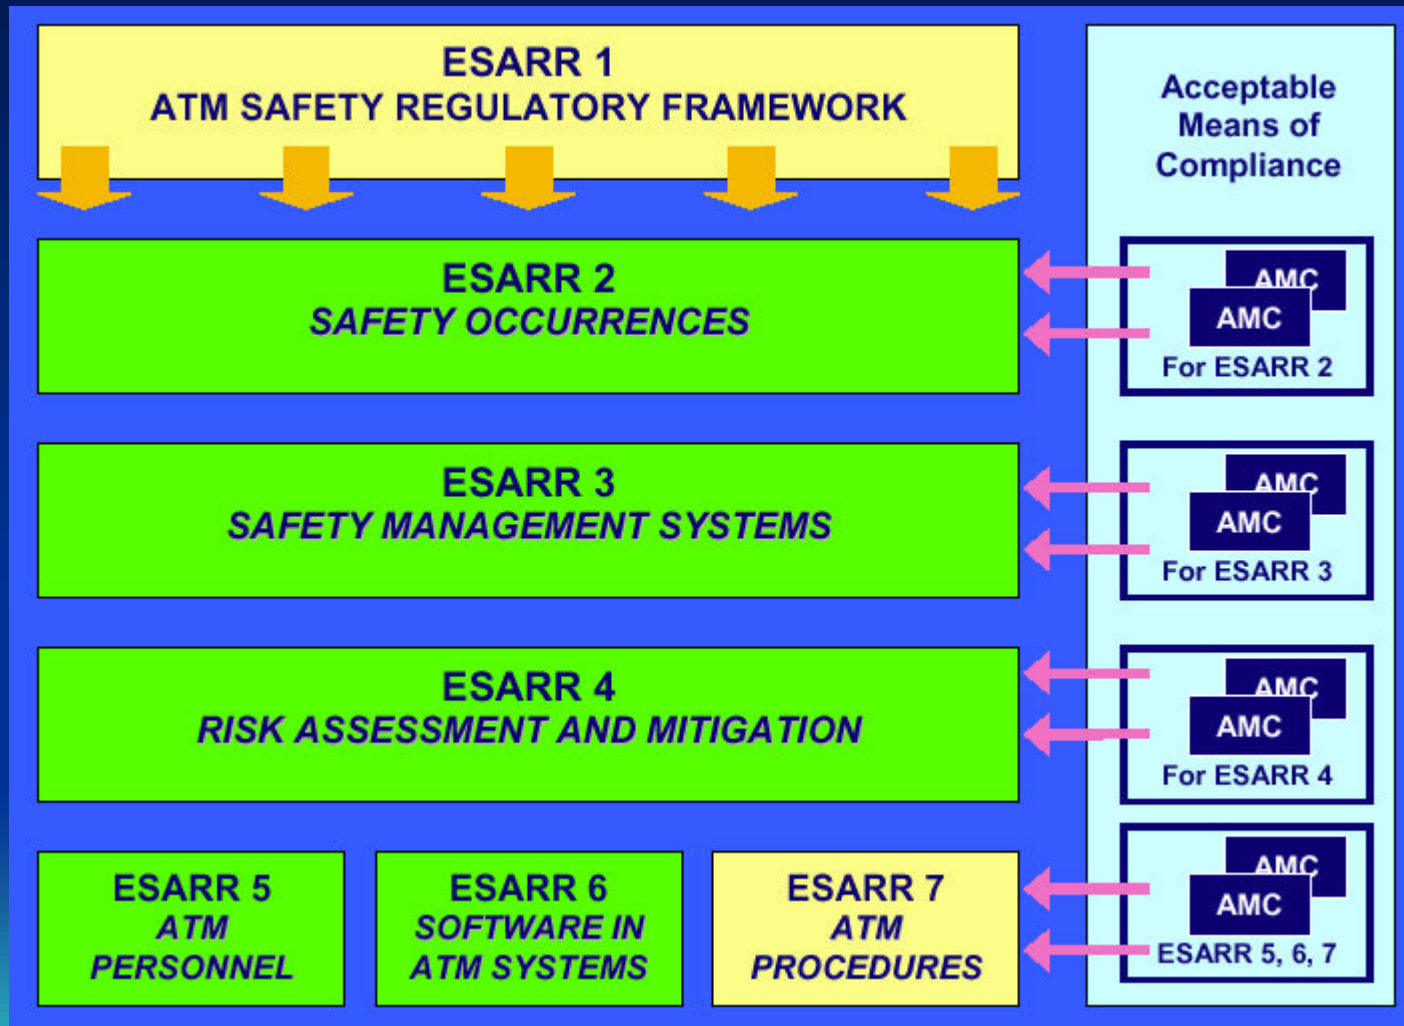 ESARR 1
ATM SAFETY REGULATORY FRAMEWORK
Acceptable
Means of
Compliance
ESARR 2
SAFETY OCCURRENCES
AMC
AMC
For ESARR 2
ESARR 3
SAFETY MANAGEMENT SYSTEMS
AMC
AMC
For ESARR 3
ESARR 4
RISK ASSESSMENT AND MITIGATION
AMC
AMC
For ESARR 4
ESARR 5
ATM
PERSONNEL
ESARR 6
SOFTWARE IN
ATM SYSTEMS
ESARR 7
ATM
PROCEDURES
AMC
AMC
ESARR 5, 6, 7